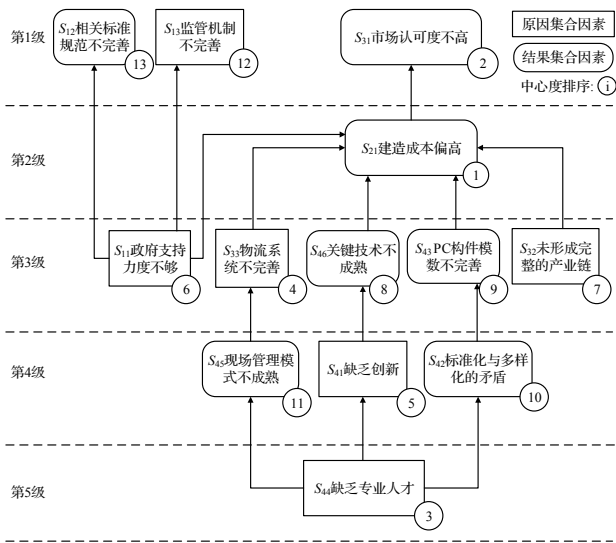 第1级
S12相关标准
规范不完善
13
S13监管机制
不完善
12
S31市场认可度不高
2
原因集合因素
结果集合因素
中心度排序: i
第2级
S21建造成本偏高
1
第3级
S11政府支持
力度不够
6
S33物流系
统不完善
4
S46关键技术不
成熟
8
S43PC构件模
数不完善
9
S32未形成完
整的产业链
7
第4级
S45现场管理模
式不成熟
11
S41缺乏创新
5
S42标准化与多样
化的矛盾
10
第5级
S44缺乏专业人才
3